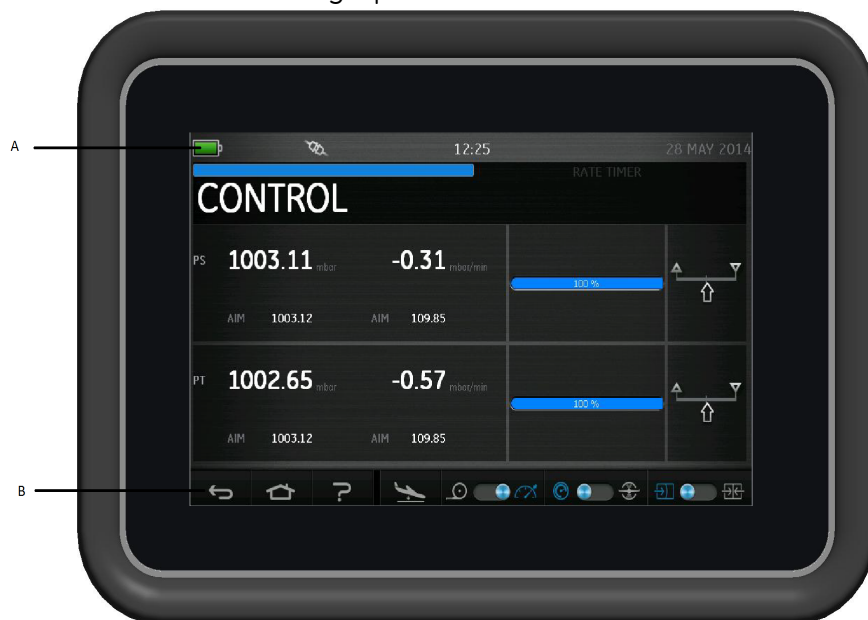 A
12:25 28 MAY 2014
RATE TIMER
CONTROL
PS 1003.11 mbar -0.31 mbar/min
100 %
AIM 1003.12 AIM 109.85
PT 1002.65 mbar -0.57 mbar/min
100 %
AIM 1003.12 AIM 109.85
B